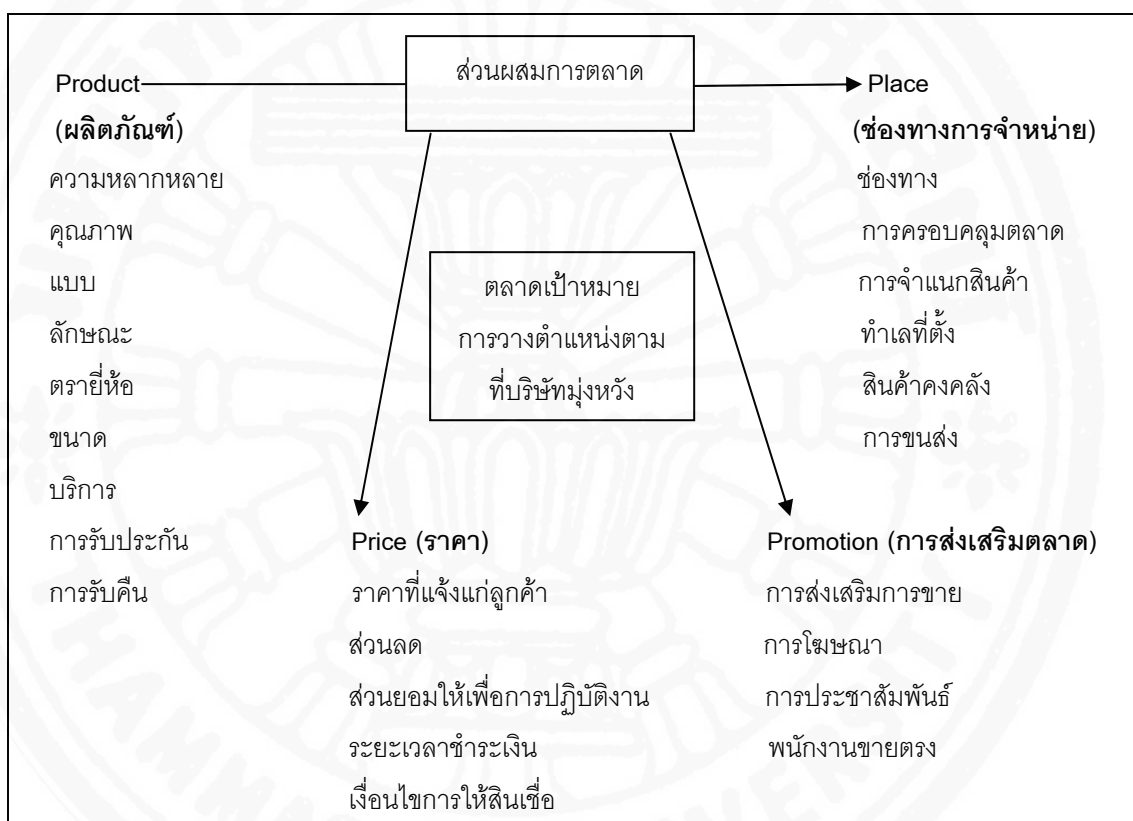 ส่วนผสมการตลาด
Product
(ผลิตภัณฑ์)
ความหลากหลาย
คุณภาพ
แบบ
ลักษณะ
ตรายี่ห้อ
ขนาด
บริการ
การรับประกัน
การรับคืน
Place
(ช่องทางการจำหน่าย)
ช่องทาง
การครอบคลุมตลาด
การจำแนกสินค้า
ทำเลที่ตั้ง
สินค้าคงคลัง
การขนส่ง
ตลาดเป้าหมาย
การวางตำแหน่งตาม
ที่บริษัทมุ่งหวัง
Price (ราคา)
ราคาที่แจ้งแก่ลูกค้า
ส่วนลด
ส่วนยอมให้เพื่อการปฏิบัติงาน
ระยะเวลาชำระเงิน
เงื่อนไขการให้สินเชื่อ
Promotion (การส่งเสริมตลาด)
การส่งเสริมการขาย
การโฆษณา
การประชาสัมพันธ์
พนักงานขายตรง